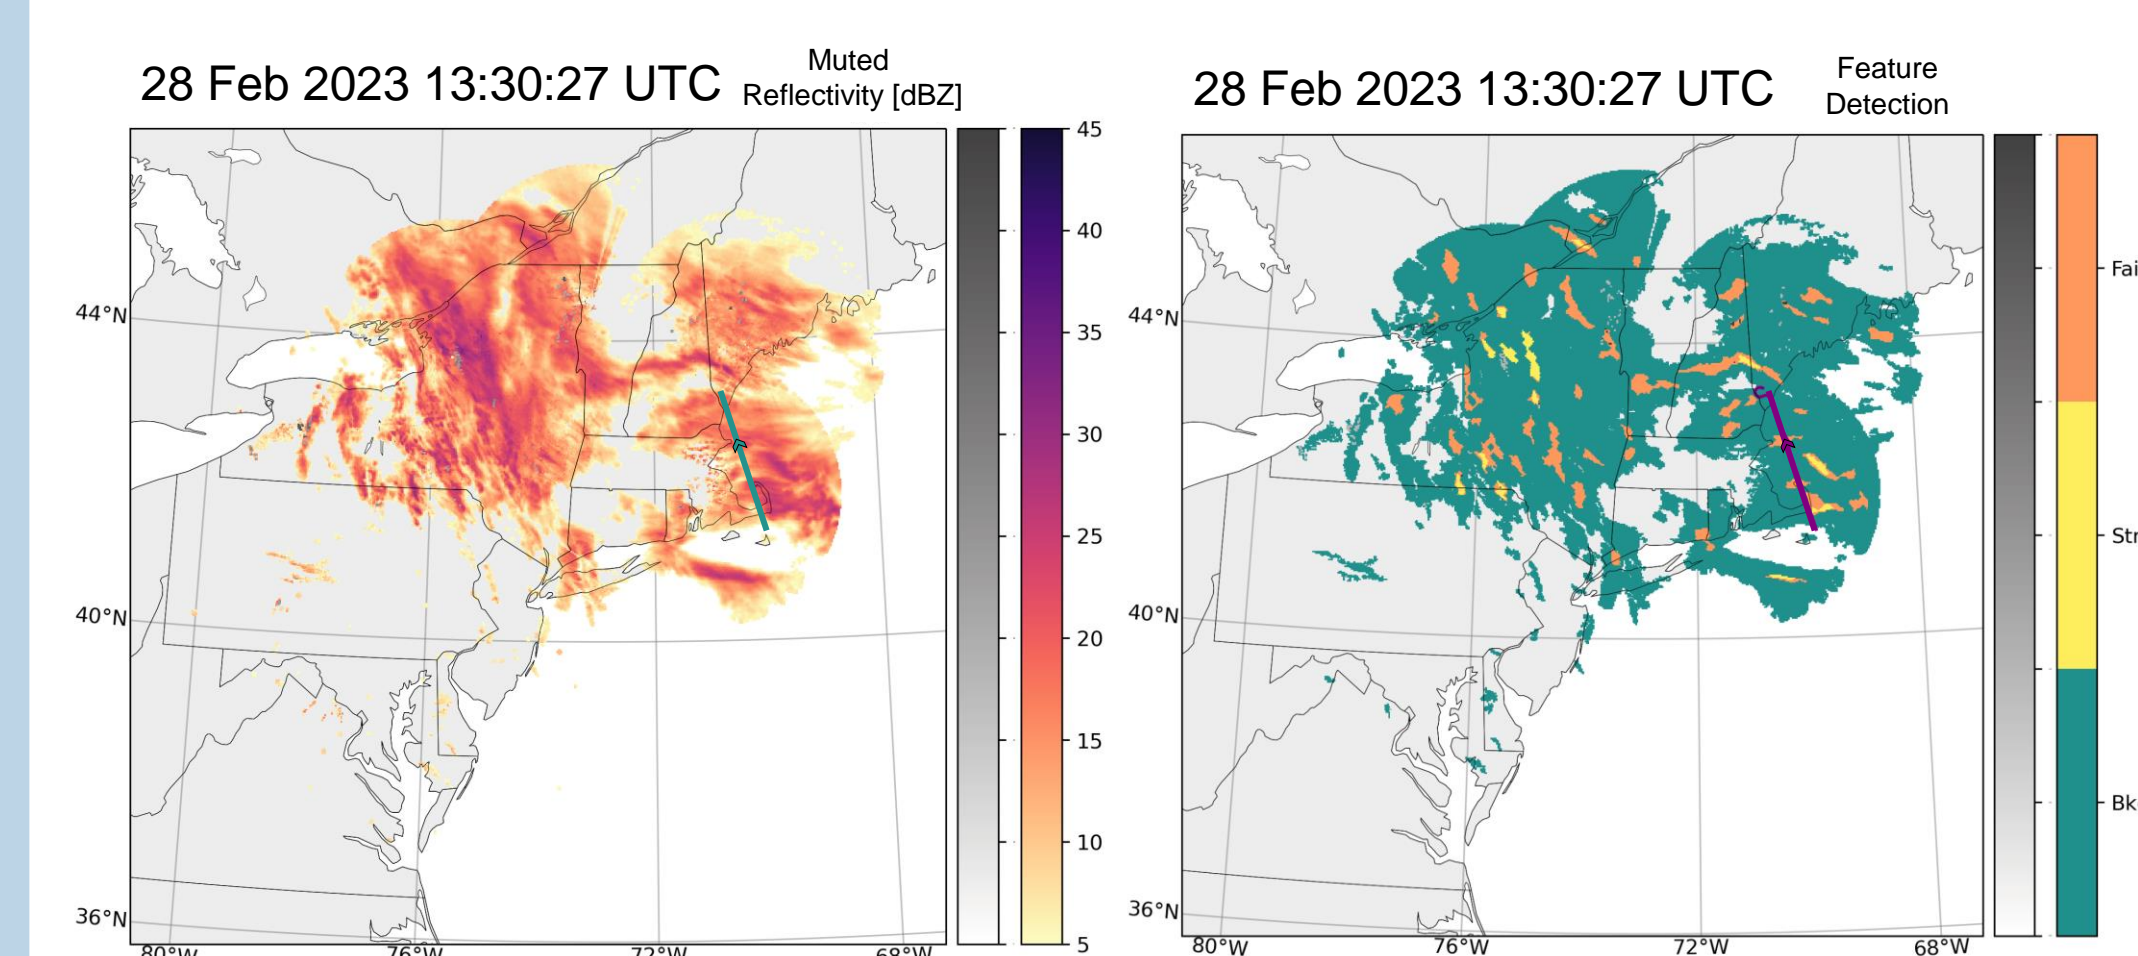 28 Feb 2023 13:30:27 UTC
Muted
Reflectivity [dBZ]
44°N
40°N
36°N
80°W
76°W
72°W
68°W
45
40
35
30
25
20
15
10
5
28 Feb 2023 13:30:27 UTC
Feature
Detection
44°N
40°N
36°N
80°W
76°W
72°W
68°W
Fai
Str
Bk